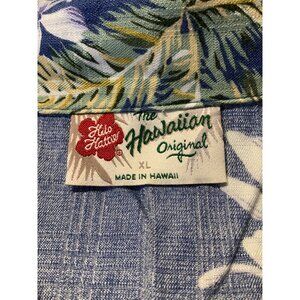 Hilo
Hattie
®
The
Hawaiian
Original
XL
MADE IN HAWAII